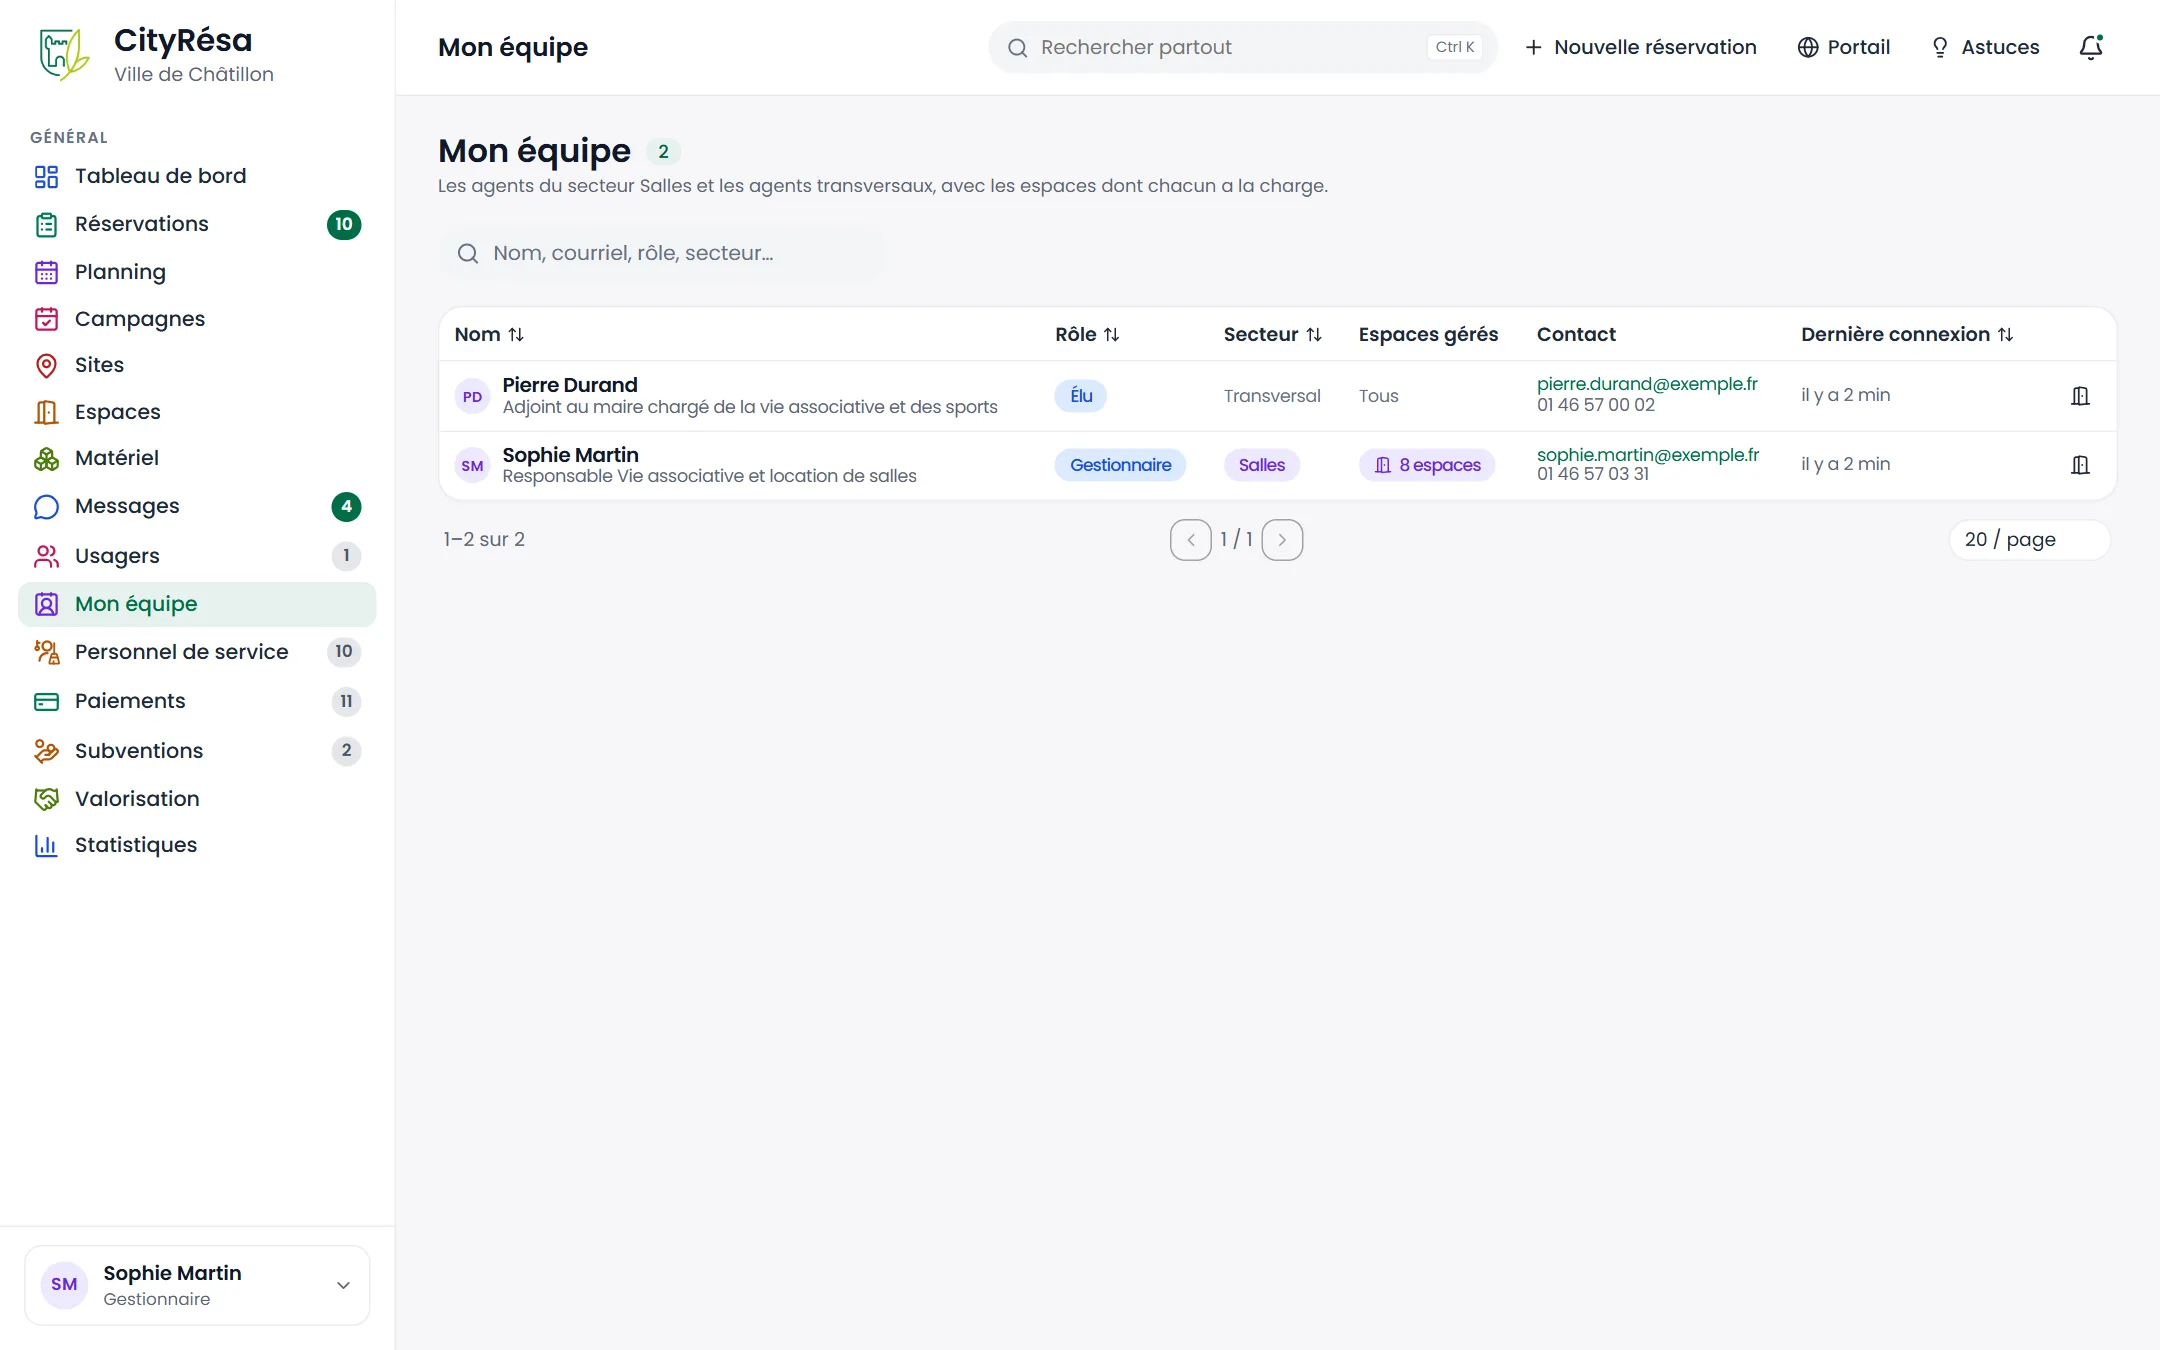 CityRésa
Ville de Châtillon
GÉNÉRAL
Tableau de bord
Réservations 10
Planning
Campagnes
Sites
Espaces
Matériel
Messages 4
Usagers 1
Mon équipe
Personnel de service 10
Paiements 11
Subventions 2
Valorisation
Statistiques
SM Sophie Martin
Gestionnaire
Mon équipe
Rechercher partout Ctrl K
Nouvelle réservation
Portail
Astuces
Mon équipe 2
Les agents du secteur Salles et les agents transversaux, avec les espaces dont chacun a la charge.
Nom, courriel, rôle, secteur...
Nom Rôle Secteur Espaces gérés Contact Dernière connexion
PD Pierre Durand
Adjoint au maire chargé de la vie associative et des sports
Élu Transversal Tous
pierre.durand@exemple.fr
01 46 57 00 02
il y a 2 min
SM Sophie Martin
Responsable Vie associative et location de salles
Gestionnaire Salles 8 espaces
sophie.martin@exemple.fr
01 46 57 03 31
il y a 2 min
1–2 sur 2
1 / 1
20 / page